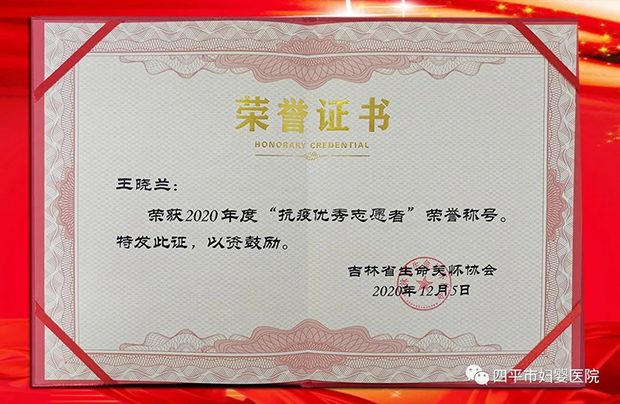 荣誉证书
HONORARY CREDENTIAL
王晓兰：
荣获2020年度“抗疫优秀志愿者”荣誉称号。
特发此证，以资鼓励。
吉林省生命关怀协会
2020年12月5日
四平市妇婴医院